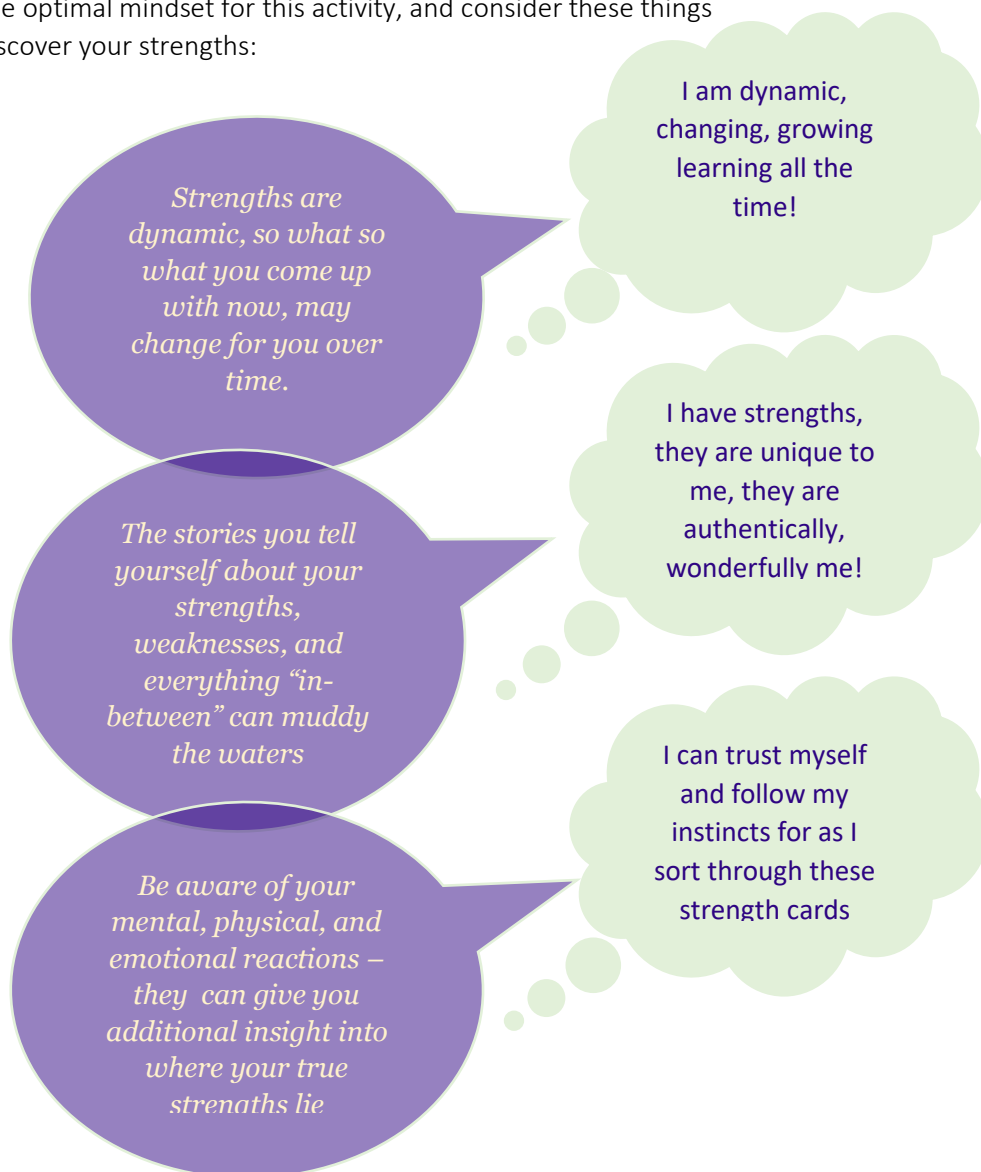 e optimal mindset for this activity, and consider these things
scover your strengths:
Strengths are
dynamic, so what so
what you come up
with now, may
change for you over
time.
I am dynamic,
changing, growing
learning all the
time!
The stories you tell
yourself about your
strengths,
weaknesses, and
everything “in-
between” can muddy
the waters
I have strengths,
they are unique to
me, they are
authentically,
wonderfully me!
Be aware of your
mental, physical, and
emotional reactions –
they  can give you
additional insight into
where your true
strengths lie
I can trust myself
and follow my
instincts for as I
sort through these
strength cards